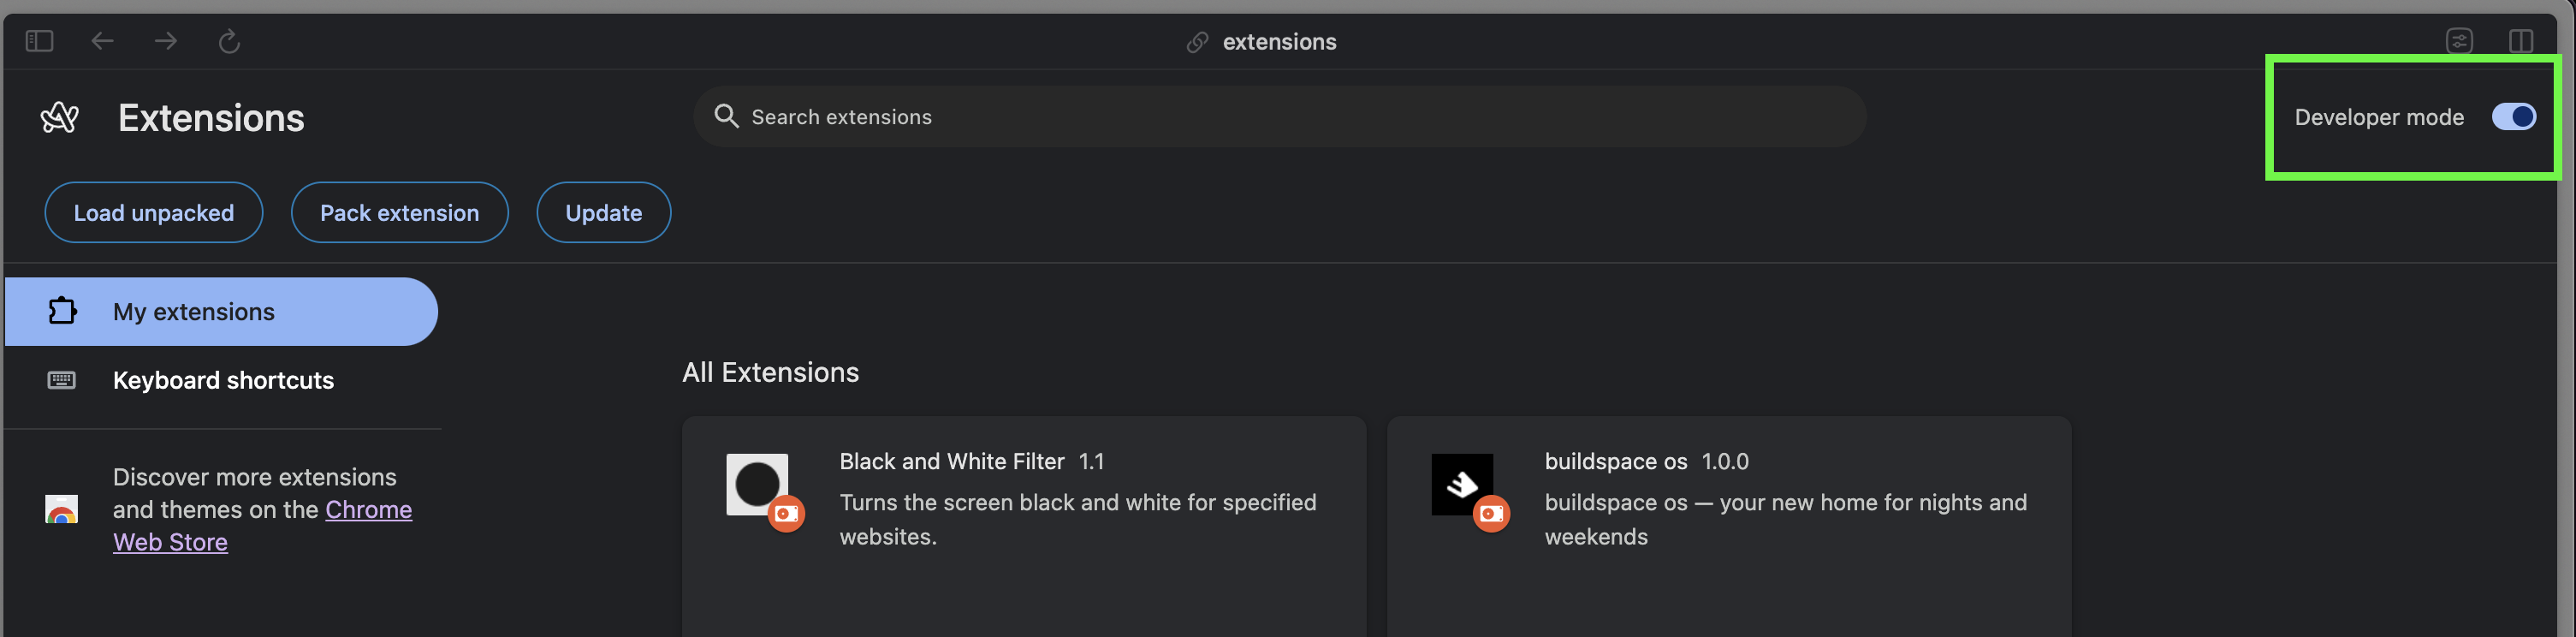 extensions
Extensions
Search extensions
Developer mode
Load unpacked
Pack extension
Update
My extensions
Keyboard shortcuts
Discover more extensions
and themes on the Chrome
Web Store
All Extensions
Black and White Filter 1.1
Turns the screen black and white for specified
websites.
buildspace os 1.0.0
buildspace os — your new home for nights and
weekends